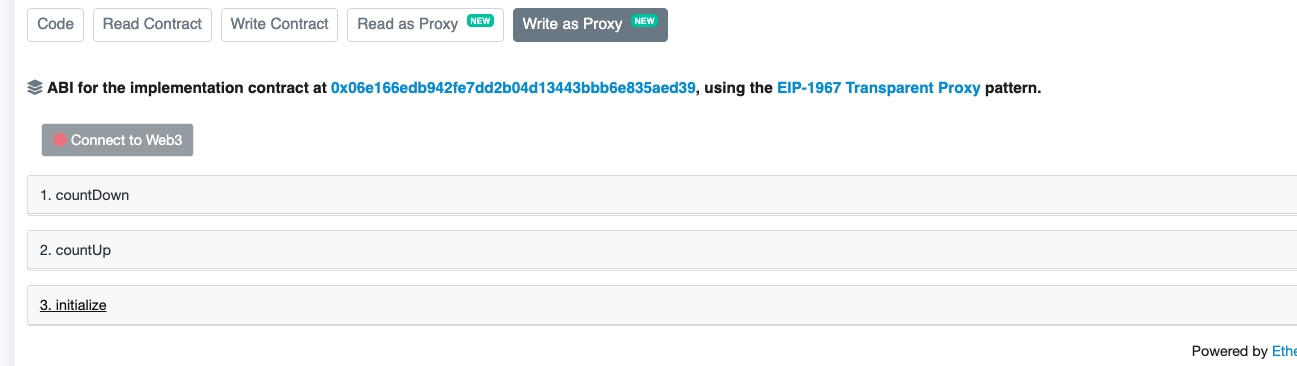 Code Read Contract Write Contract Read as Proxy NEW Write as Proxy NEW
ABI for the implementation contract at 0x06e166edb942fe7dd2b04d13443bbb6e835aed39, using the EIP-1967 Transparent Proxy pattern.
Connect to Web3
1. countDown
2. countUp
3. initialize
Powered by Ethe